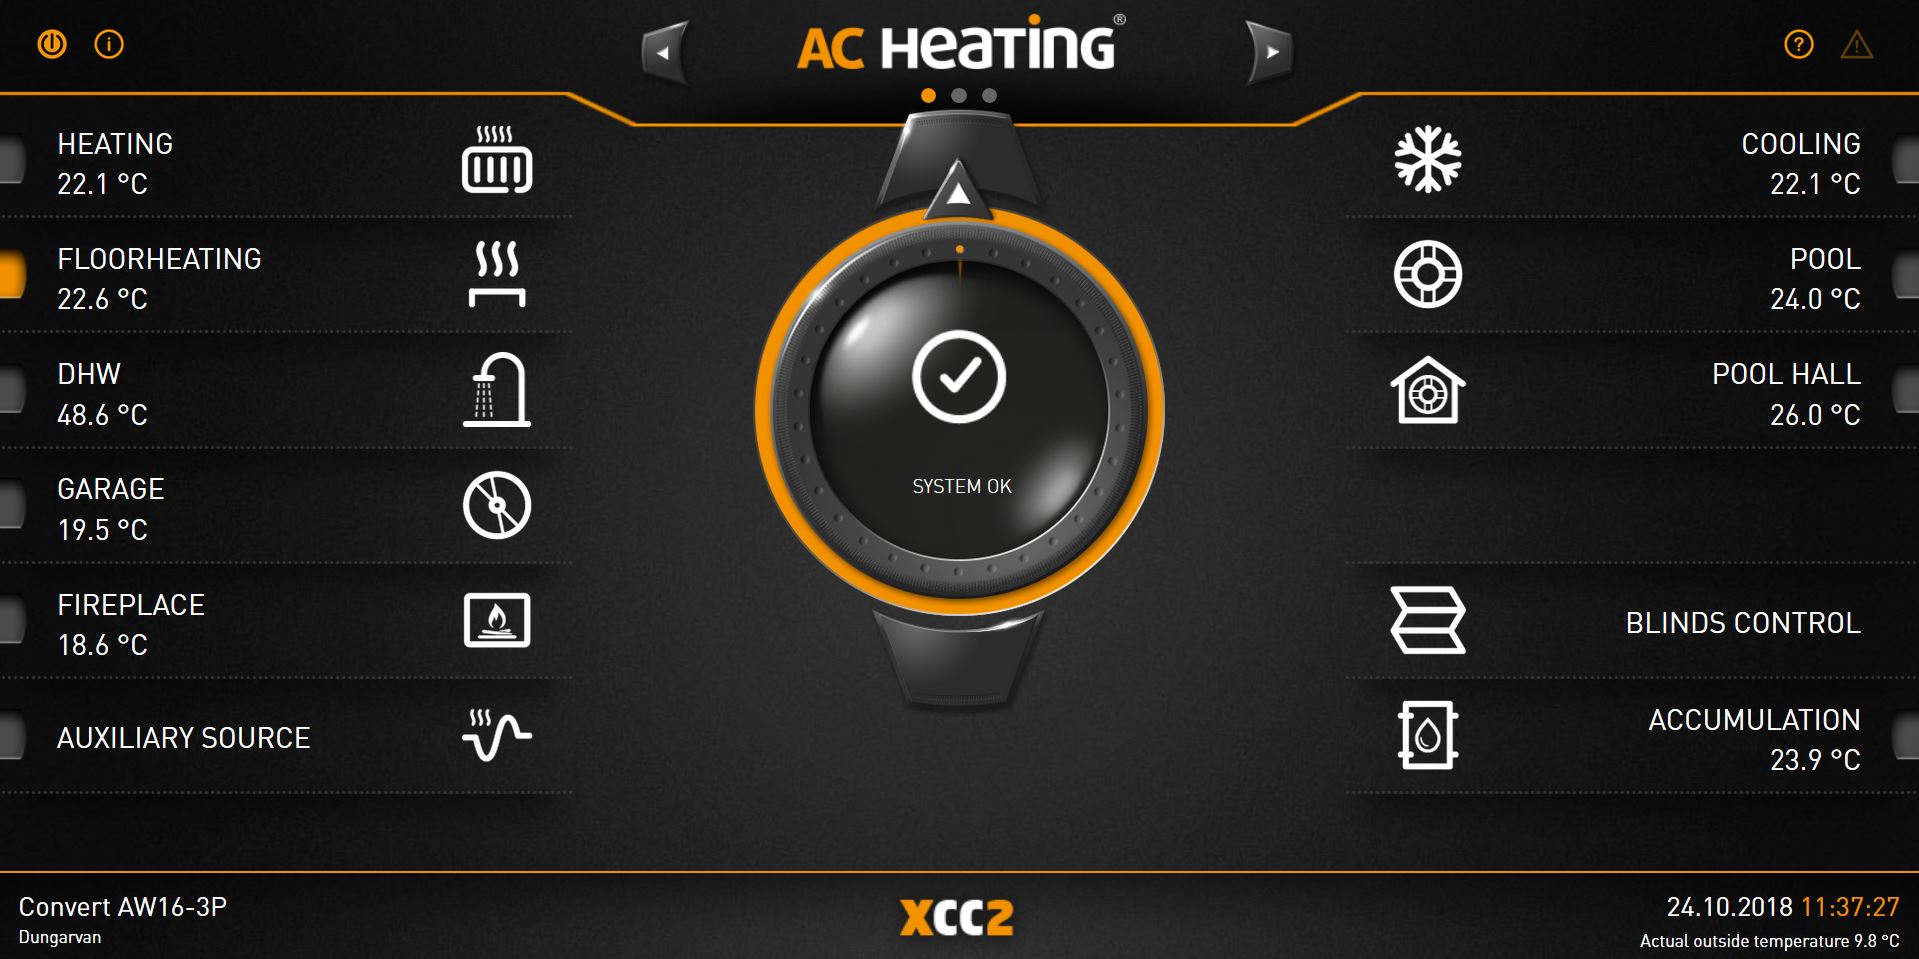 AC Heating®
HEATING
22.1 °C
FLOORHEATING
22.6 °C
DHW
48.6 °C
GARAGE
19.5 °C
FIREPLACE
18.6 °C
AUXILIARY SOURCE
SYSTEM OK
COOLING
22.1 °C
POOL
24.0 °C
POOL HALL
26.0 °C
BLINDS CONTROL
ACCUMULATION
23.9 °C
Convert AW16-3P
Dungarvan
XCC2
24.10.2018 11:37:27
Actual outside temperature 9.8 °C